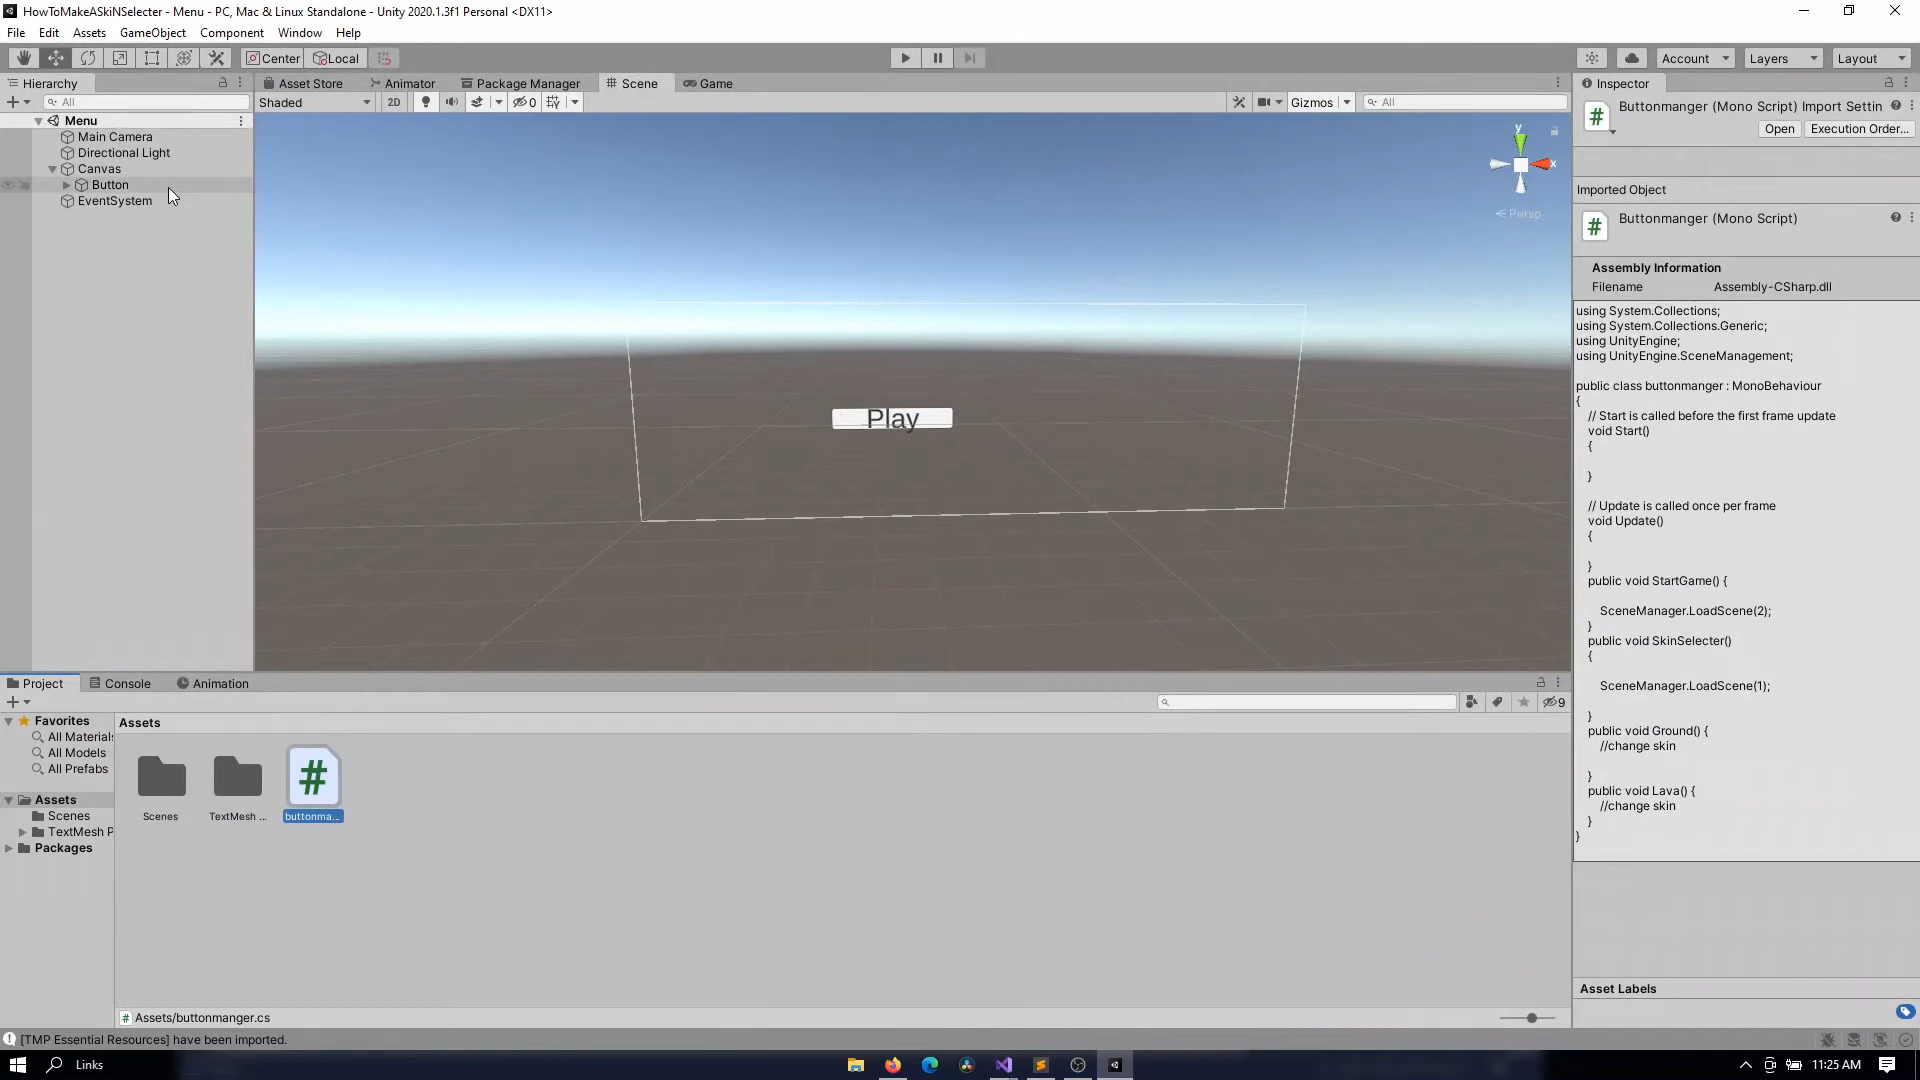 HowToMakeASkiNSelecter - Menu - PC, Mac & Linux Standalone - Unity 2020.1.3f1 Personal <DX11>
File Edit Assets GameObject Component Window Help
Center Local Account Layers Layout
Hierarchy
All
Menu
Main Camera
Directional Light
Canvas
Button
EventSystem
Asset Store Animator Package Manager Scene Game
Shaded 2D 0 Gizmos All
y
x
Persp
Play
Inspector
Buttonmanger (Mono Script) Import Settin
Open Execution Order...
Imported Object
Buttonmanger (Mono Script)
Assembly Information
Filename Assembly-CSharp.dll
using System.Collections;
using System.Collections.Generic;
using UnityEngine;
using UnityEngine.SceneManagement;
public class buttonmanger : MonoBehaviour
{
// Start is called before the first frame update
void Start()
{
}
// Update is called once per frame
void Update()
{
}
public void StartGame() {
SceneManager.LoadScene(2);
}
public void SkinSelecter()
{
SceneManager.LoadScene(1);
}
public void Ground() {
//change skin
}
public void Lava() {
//change skin
}
}
Asset Labels
Project Console Animation
9
Favorites
All Materials
All Models
All Prefabs
Assets
Scenes
TextMesh P
Packages
Assets
Scenes
TextMesh ...
#
buttonma...
Assets/buttonmanger.cs
[TMP Essential Resources] have been imported.
Links
11:25 AM